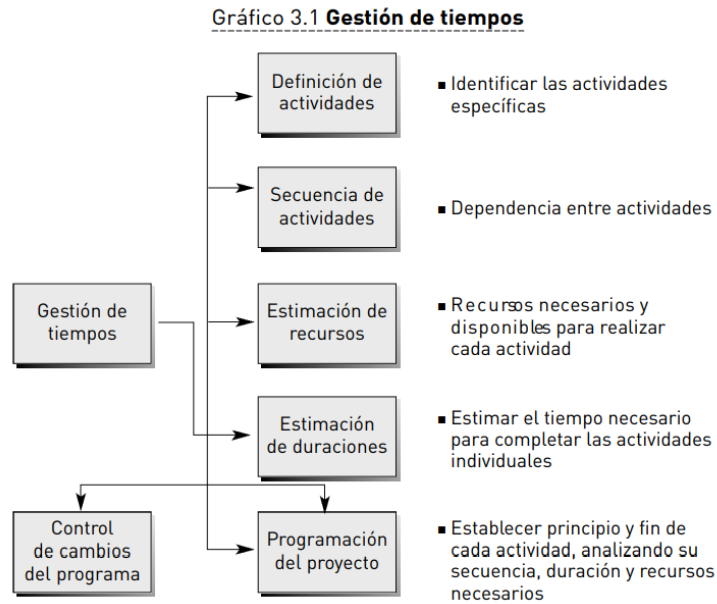 Gráfico 3.1 Gestión de tiempos
Definición de
actividades
■ Identificar las actividades
específicas
Secuencia de
actividades
■ Dependencia entre actividades
Gestión de
tiempos
Estimación de
recursos
■ Recursos necesarios y
disponibles para realizar
cada actividad
Estimación
de duraciones
■ Estimar el tiempo necesario
para completar las actividades
individuales
Control
de cambios
del programa
Programación
del proyecto
■ Establecer principio y fin de
cada actividad, analizando su
secuencia, duración y recursos
necesarios